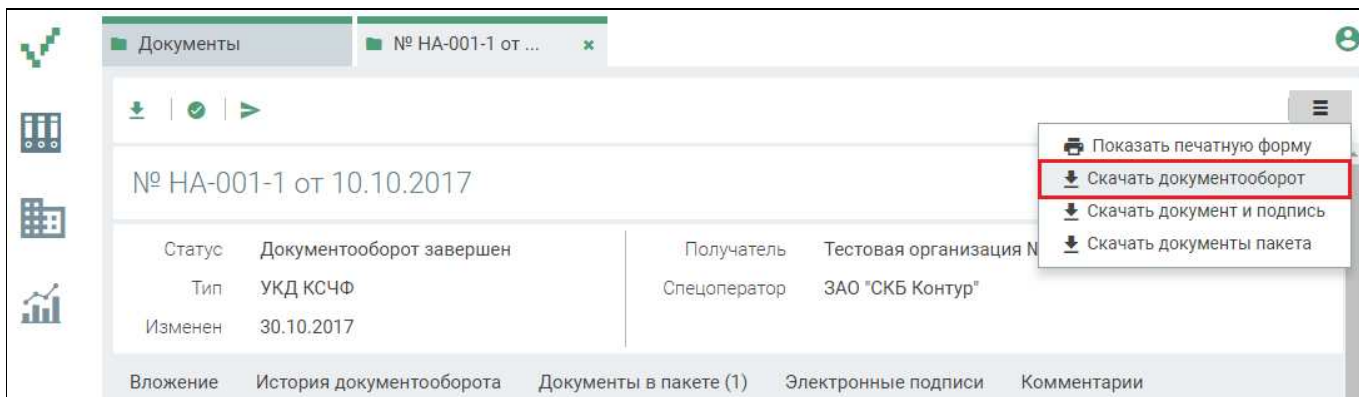 Документы
№ НА-001-1 от ...
Показать печатную форму
Скачать документооборот
Скачать документ и подпись
Скачать документы пакета
№ НА-001-1 от 10.10.2017
Статус Документооборот завершен
Тип УКД КСЧФ
Изменен 30.10.2017
Получатель Тестовая организация N
Спецоператор ЗАО "СКБ Контур"
Вложение История документооборота Документы в пакете (1) Электронные подписи Комментарии